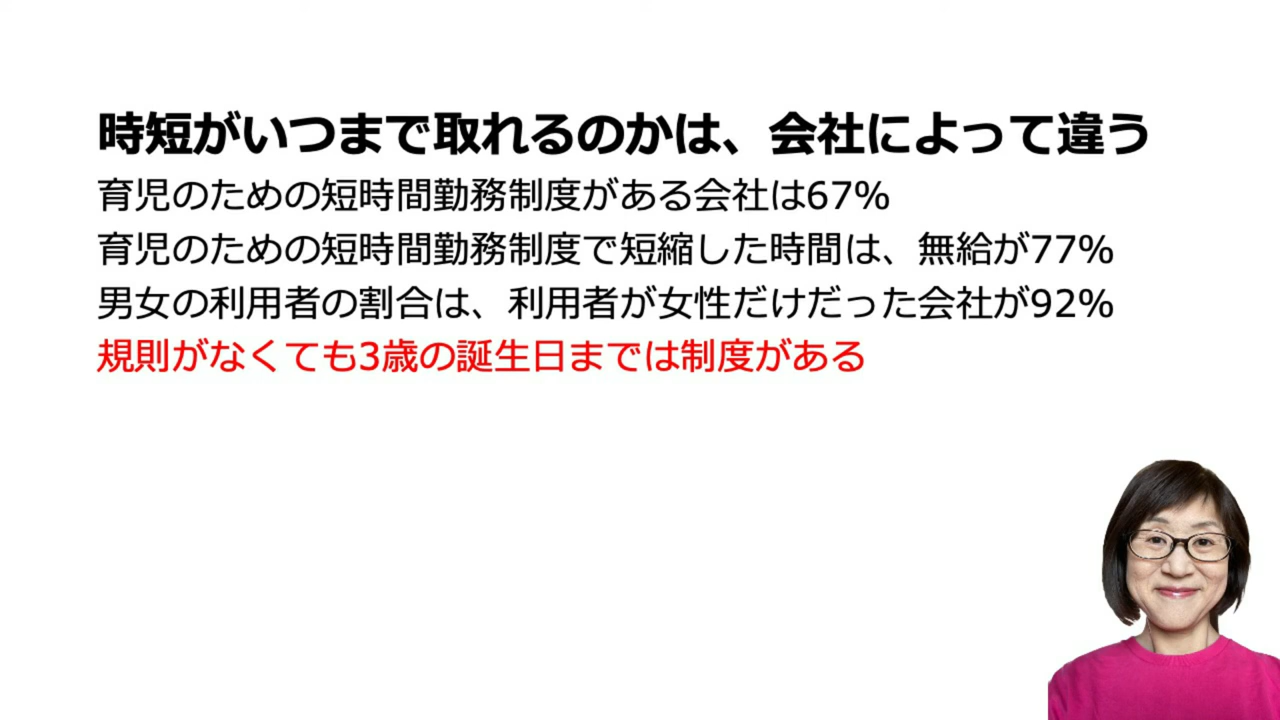 時短がいつまで取れるのかは、会社によって違う
育児のための短時間勤務制度がある会社は67%
育児のための短時間勤務制度で短縮した時間は、無給が77%
男女の利用者の割合は、利用者が女性だけだった会社が92%
規則がなくても3歳の誕生日までは制度がある